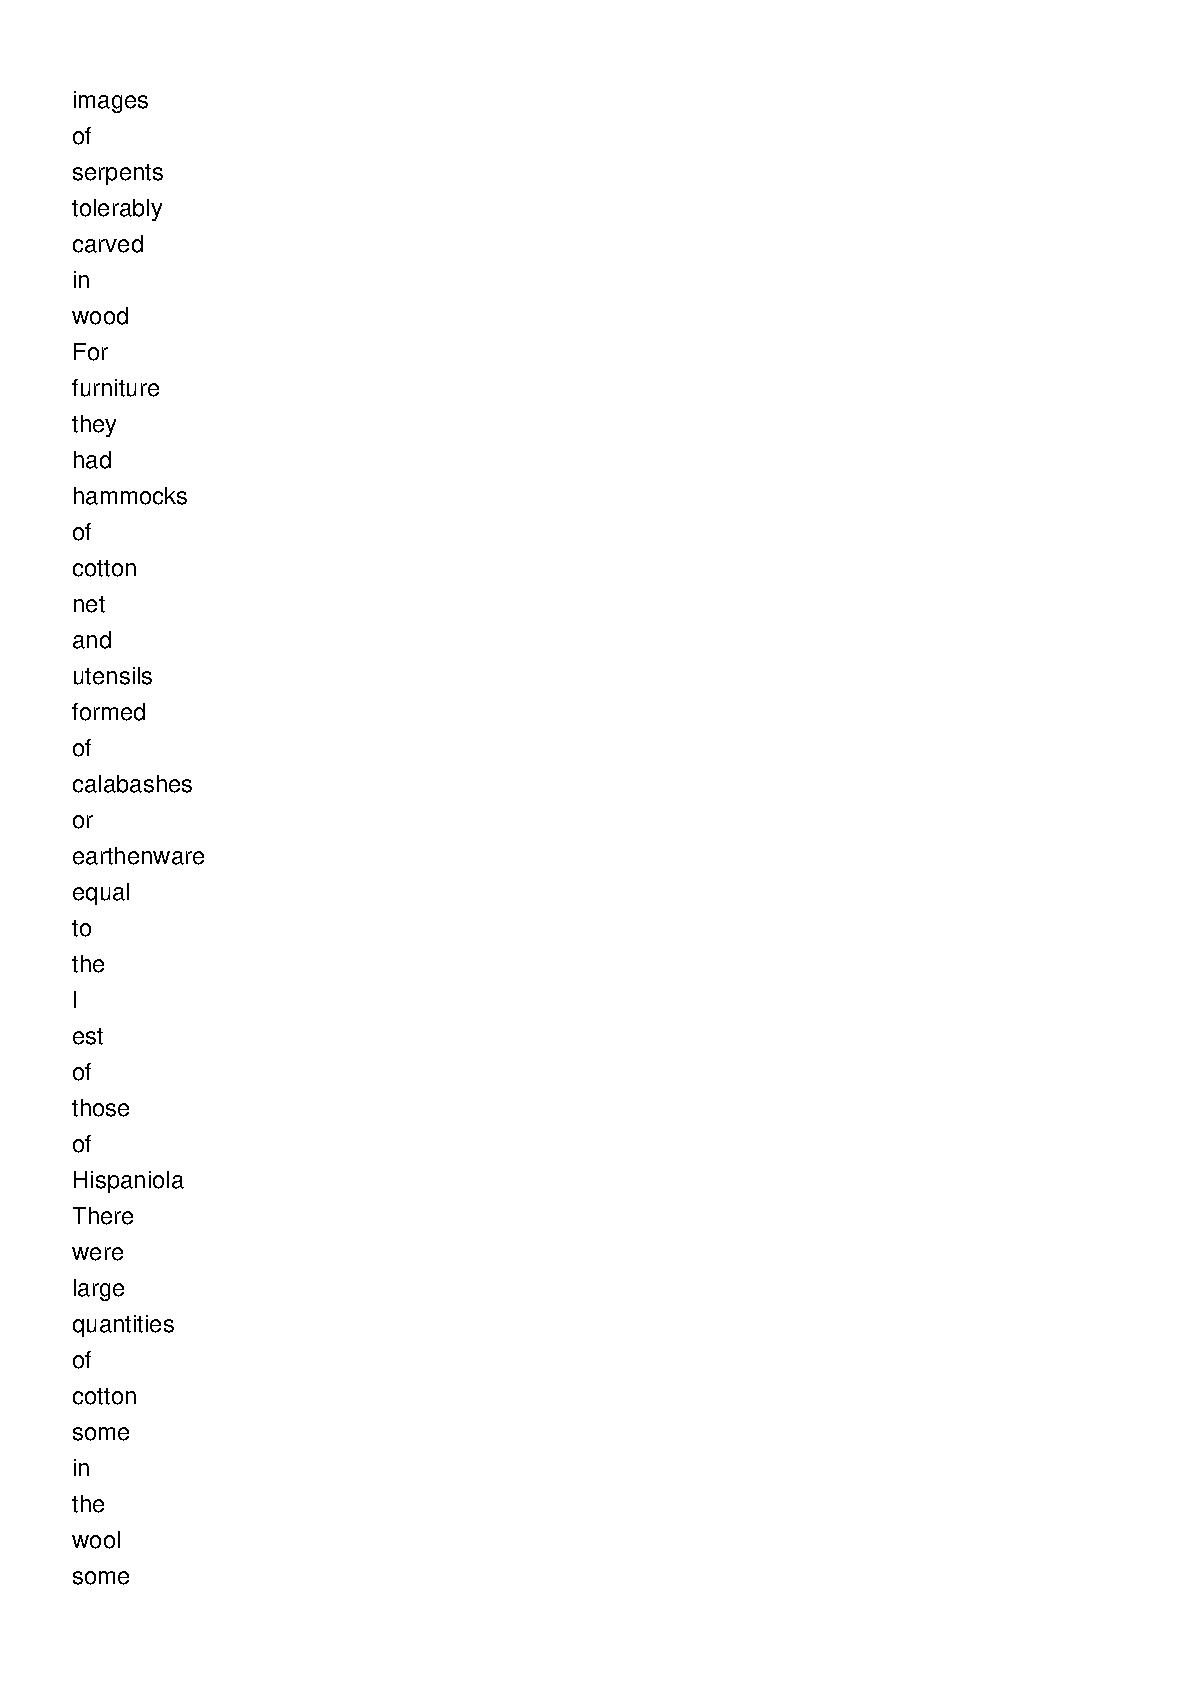 images
of
serpents
tolerably
carved
in
wood
For
furniture
they
had
hammocks
of
cotton
net
and
utensils
formed
of
calabashes
or
earthenware
equal
to
the
I
est
of
those
of
Hispaniola
There
were
large
quantities
of
cotton
some
in
the
wool
some